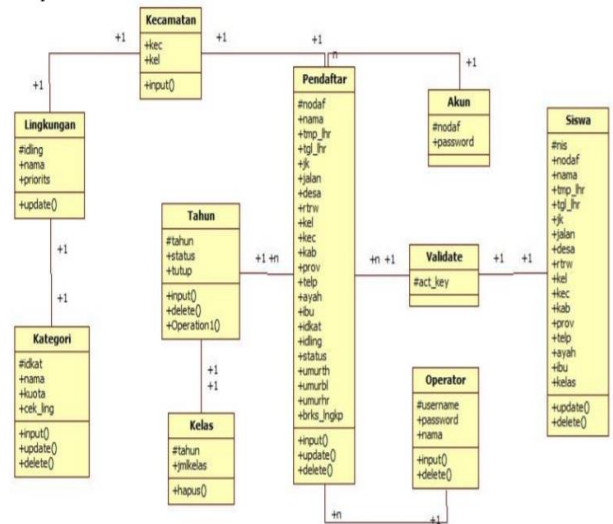 Kecamatan
+kec
+kel
+input()
+1
+1
+1
+n
+1
+1
Lingkungan
#idling
+nama
+priorits
+update()
+1
+1
Kategori
#idkat
+nama
+kuota
+cek_ling
+input()
+update()
+delete()
Tahun
#tahun
+status
+tutup
+input()
+delete()
+Operation1()
+1 +n
+1
+1
Kelas
#tahun
+jmlkelas
+hapus()
Pendaftar
#nodaf
+nama
+tmp_lhr
+tgl_lhr
+jk
+jalan
+desa
+rtrw
+kel
+kec
+kab
+prov
+telp
+ayah
+ibu
+idkat
+idling
+status
+umurth
+umurbl
+umurhr
+brks_lngkp
+input()
+update()
+delete()
+n
+1
Akun
#nodaf
+password
+n +1
Validate
#act_key
+1
+1
Operator
#username
+password
+nama
+input()
+delete()
Siswa
#nis
+nodaf
+nama
+tmp_lhr
+tgl_lhr
+jk
+jalan
+desa
+rtrw
+kel
+kec
+kab
+prov
+telp
+ayah
+ibu
+kelas
+update()
+delete()